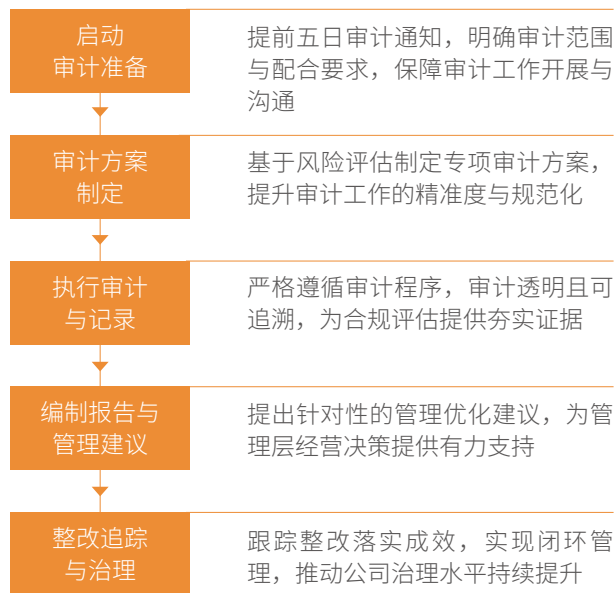 启动
审计准备
提前五日审计通知，明确审计范围
与配合要求，保障审计工作开展与
沟通
审计方案
制定
基于风险评估制定专项审计方案，
提升审计工作的精准度与规范化
执行审计
与记录
严格遵循审计程序，审计透明且可
追溯，为合规评估提供夯实证据
编制报告与
管理建议
提出针对性的管理优化建议，为管
理层经营决策提供有力支持
整改追踪
与治理
跟踪整改落实成效，实现闭环管
理，推动公司治理水平持续提升